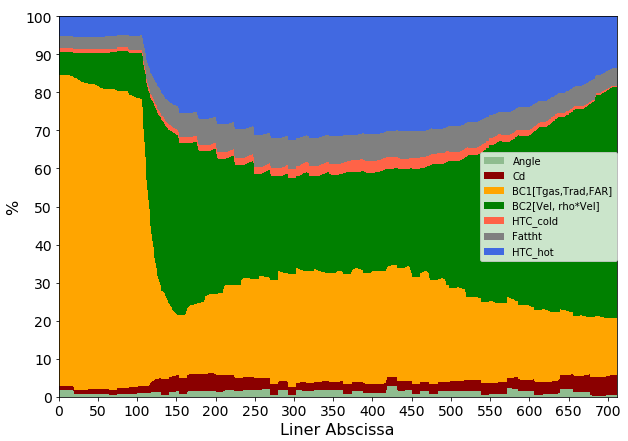 100
90
80
70
60
50
40
30
20
10
0
%
0 50 100 150 200 250 300 350 400 450 500 550 600 650 700
Liner Abscissa
Angle
Cd
BC1[Tgas,Trad,FAR]
BC2[Vel, rho*Vel]
HTC_cold
Fattht
HTC_hot